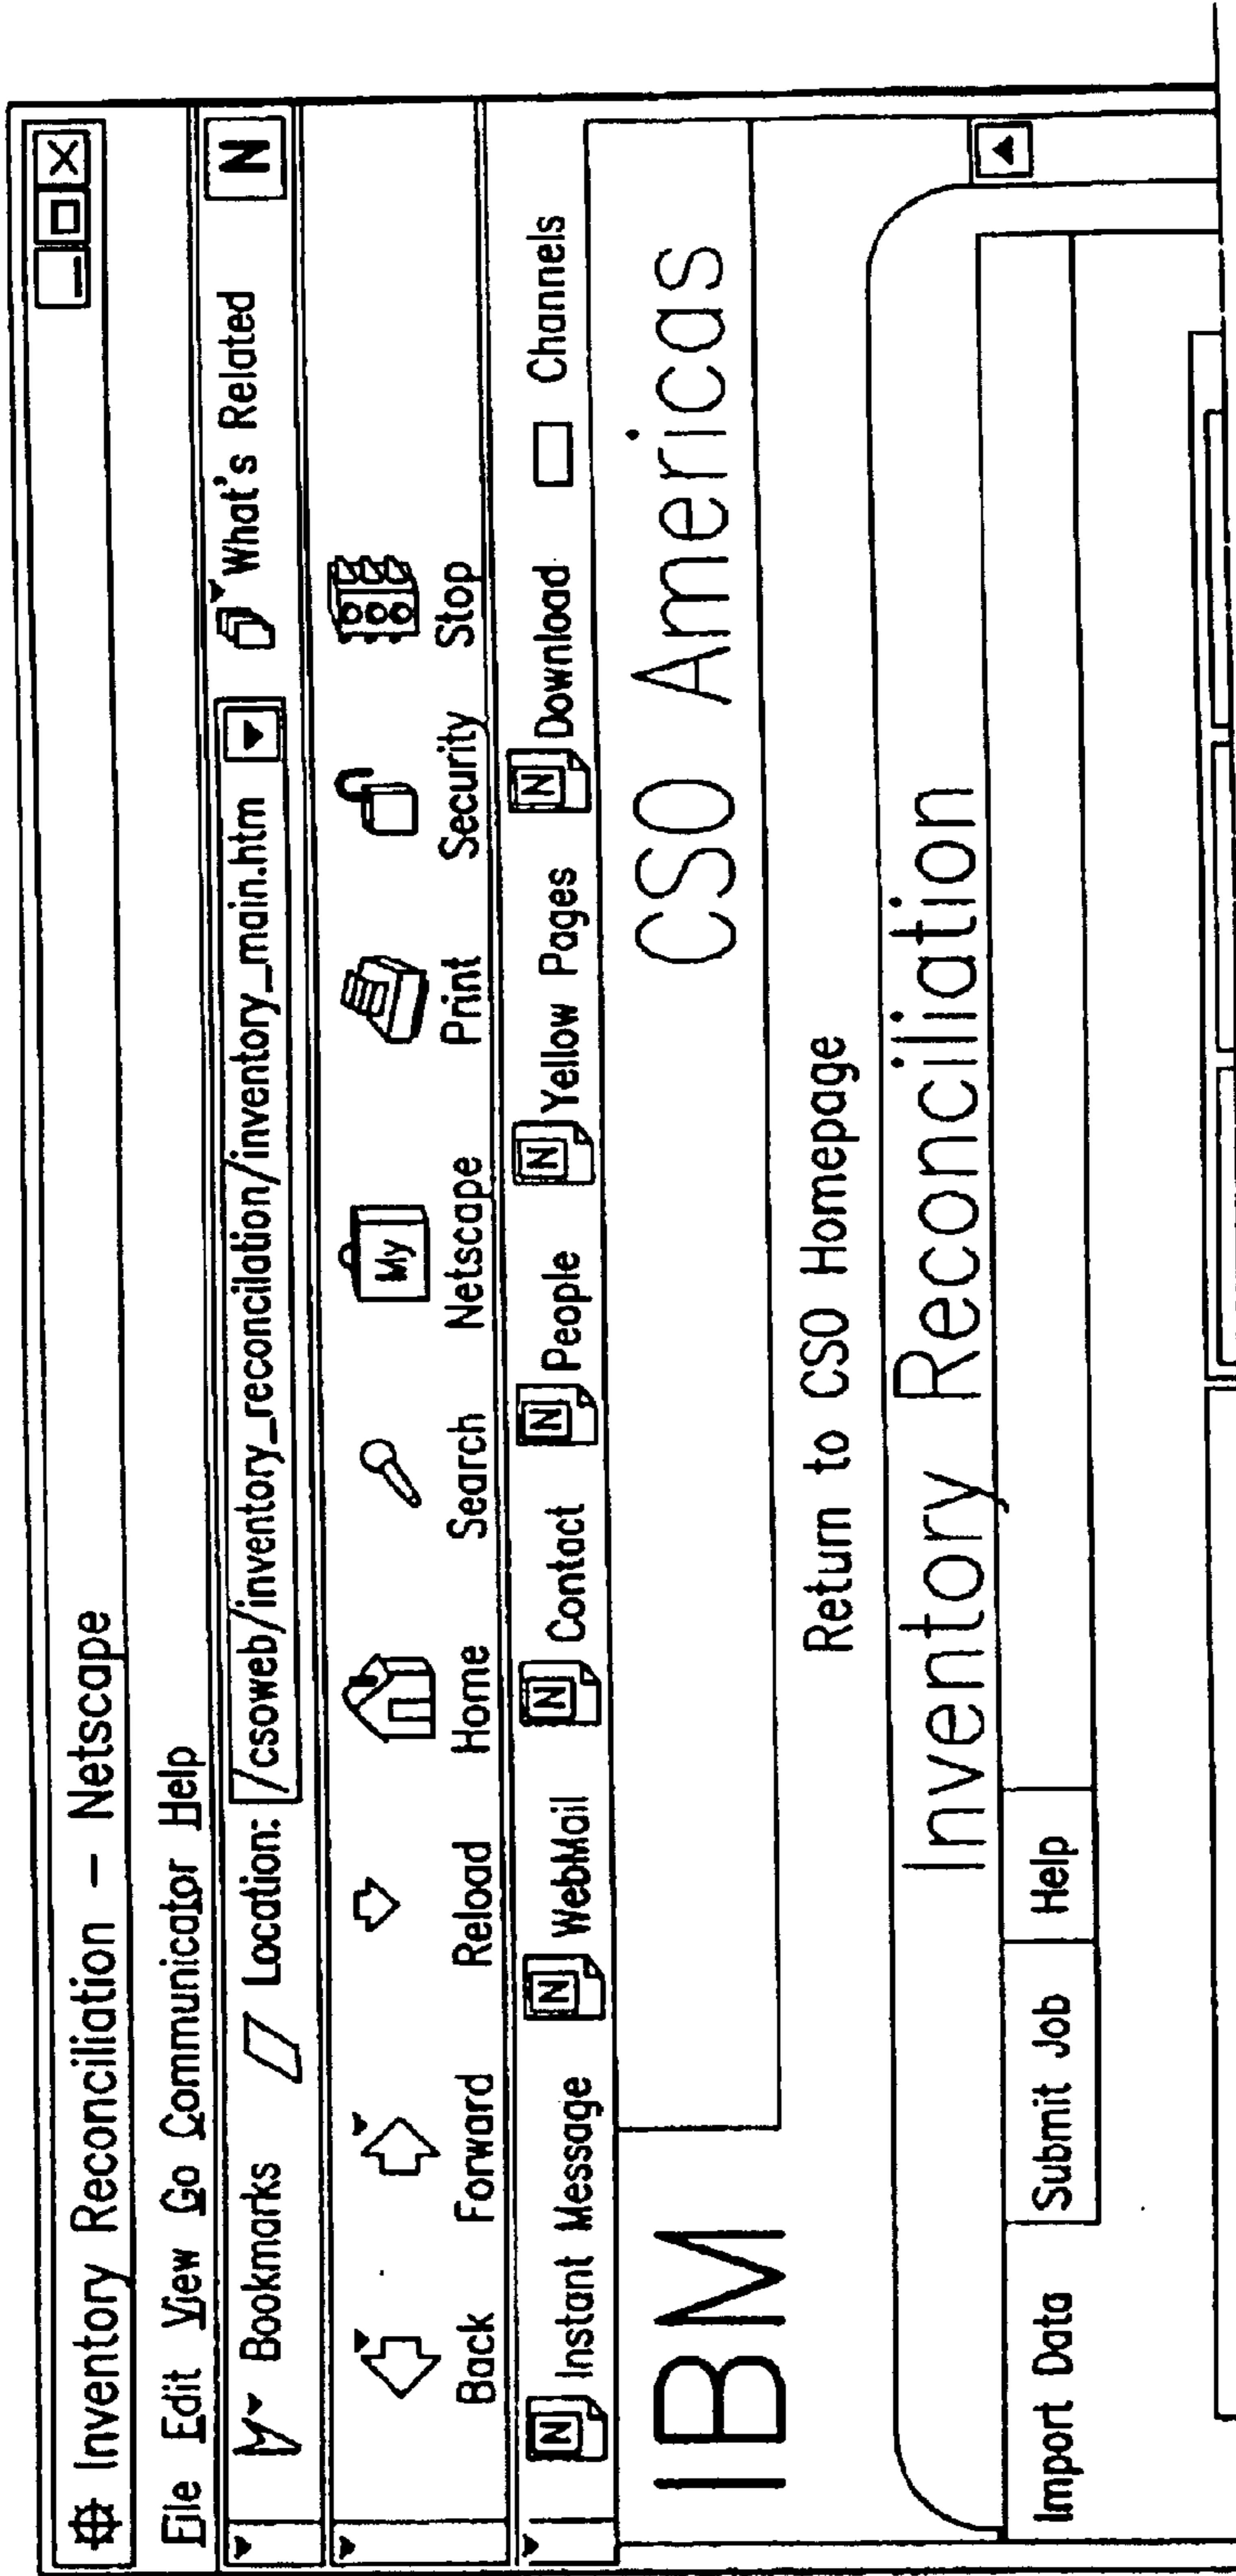 Inventory Reconciliation – Netscape
File Edit View Go Communicator Help
Bookmarks Location: /csoweb/inventory_reconcilation/inventory_main.htm What's Related N
Back Forward Reload Home Search My Netscape Print Security Stop
N Instant Message N WebMail N Contact N People N Yellow Pages N Download Channels
IBM CSO Americas
Return to CSO Homepage
Inventory Reconciliation
Import Data Submit Job Help